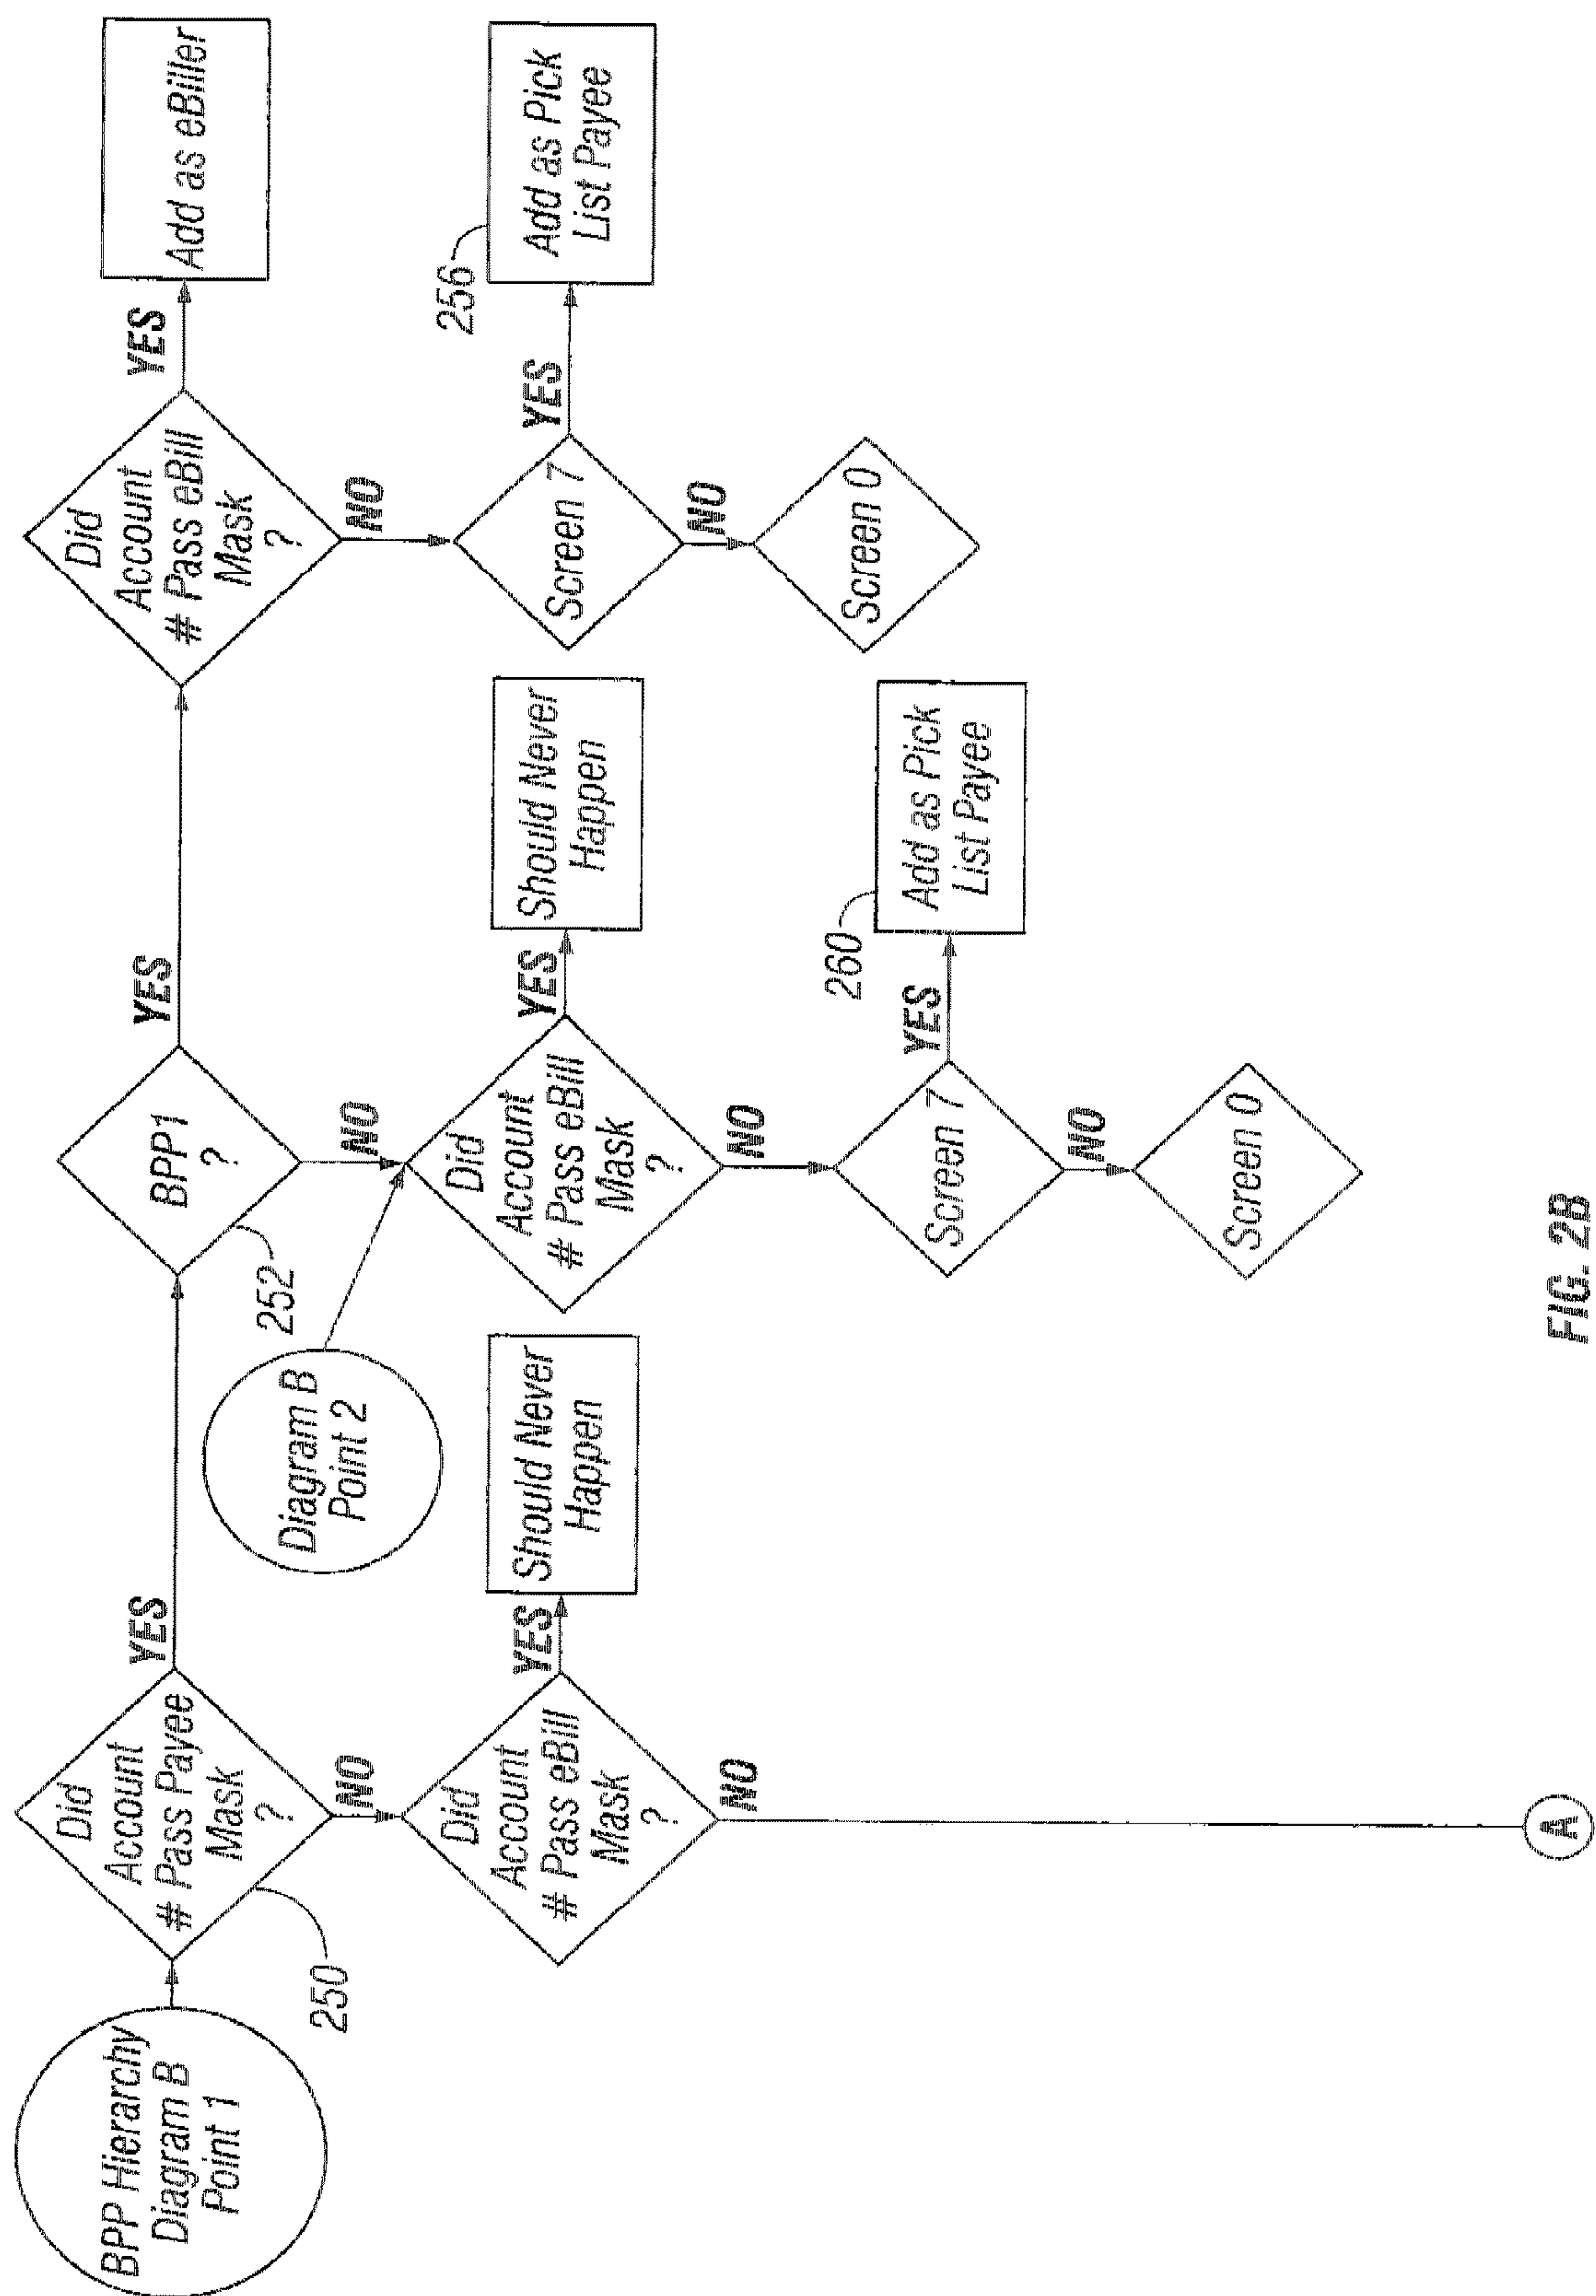 BPP Hierarchy
Diagram B
Point 1
250
Did
Account
# Pass Payee
Mask
?
YES
NO
BPP1
?
252
YES
NO
Did
Account
# Pass eBill
Mask
?
YES
Add as eBiller
NO
Screen 7
YES
256
Add as Pick
List Payee
NO
Screen 0
Diagram B
Point 2
Did
Account
# Pass eBill
Mask
?
YES
Should Never
Happen
NO
Screen 7
YES
260
Add as Pick
List Payee
NO
Screen 0
Did
Account
# Pass eBill
Mask
?
YES
Should Never
Happen
NO
A
FIG. 2B